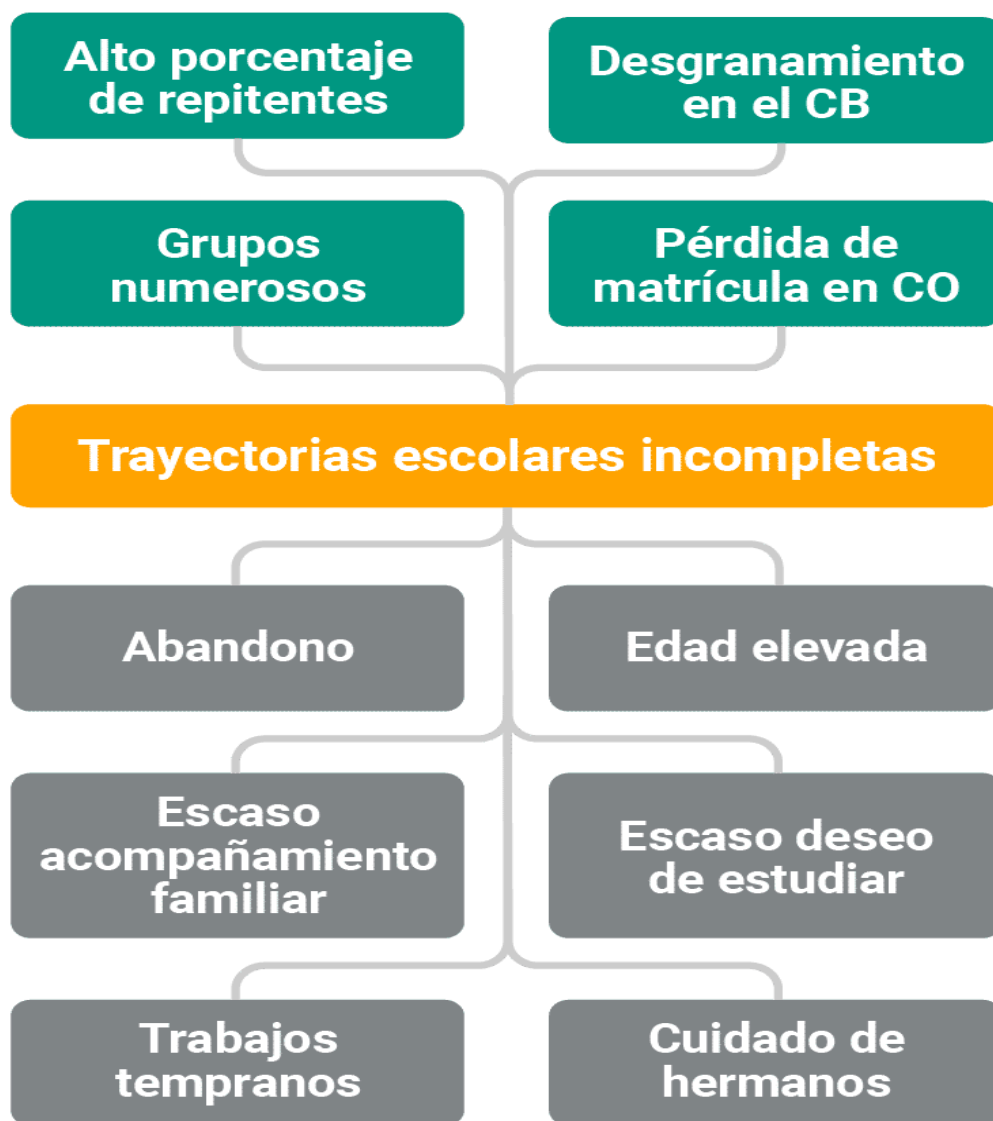 Alto porcentaje
de repitentes
Desgranamiento
en el CB
Grupos
numerosos
Pérdida de
matrícula en CO
Trayectorias escolares incompletas
Abandono
Edad elevada
Escaso
acompañamiento
familiar
Escaso deseo
de estudiar
Trabajos
tempranos
Cuidado de
hermanos